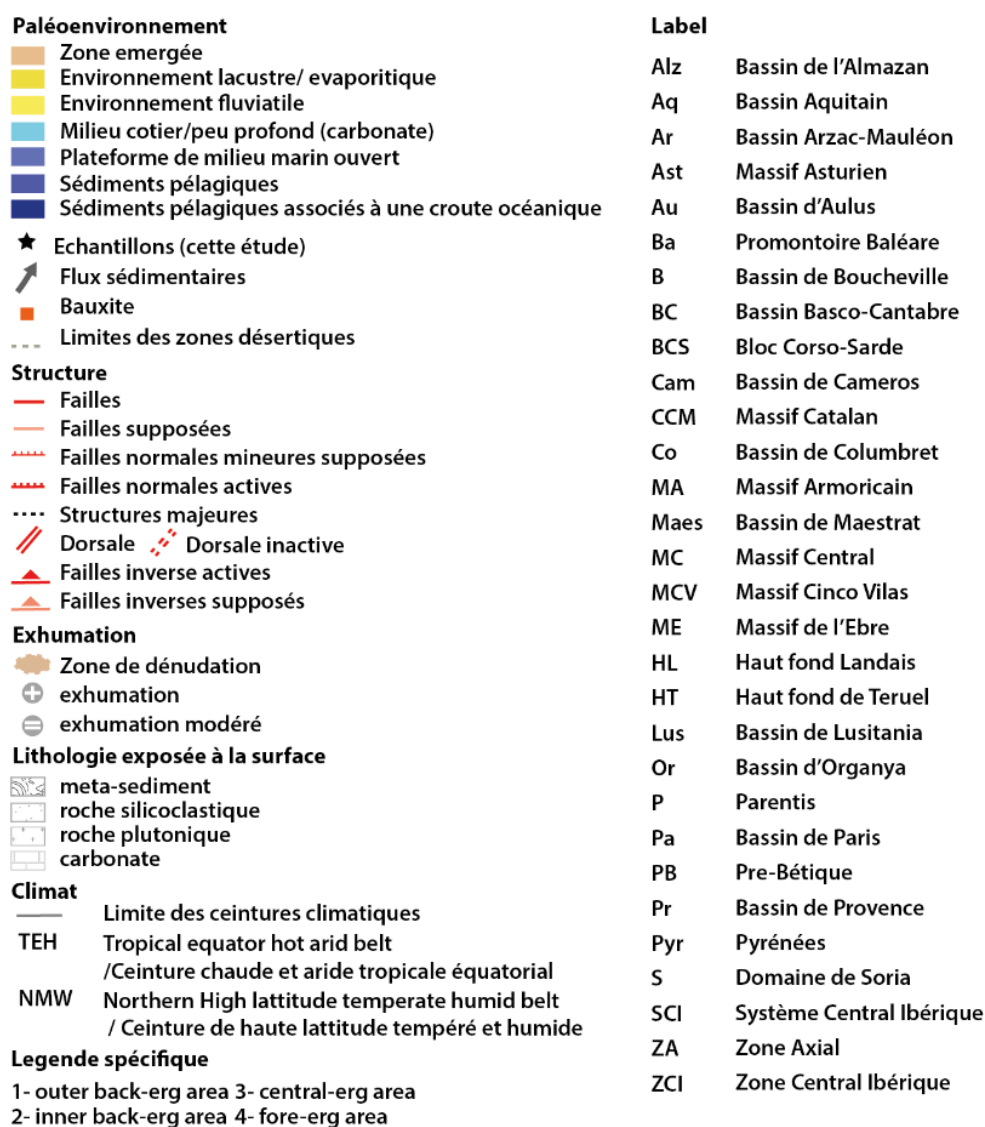 Paléoenvironnement
Zone emergée
Environnement lacustre/ evaporitique
Environnement fluviatile
Milieu cotier/peu profond (carbonate)
Plateforme de milieu marin ouvert
Sédiments pélagiques
Sédiments pélagiques associés à une croute océanique
Echantillons (cette étude)
Flux sédimentaires
Bauxite
Limites des zones désertiques
Structure
Failles
Failles supposées
Failles normales mineures supposées
Failles normales actives
Structures majeures
Dorsale Dorsale inactive
Failles inverse actives
Failles inverses supposés
Exhumation
Zone de dénudation
exhumation
exhumation modéré
Lithologie exposée à la surface
meta-sediment
roche silicoclastique
roche plutonique
carbonate
Climat
Limite des ceintures climatiques
TEH Tropical equator hot arid belt
/Ceinture chaude et aride tropicale équatorial
NMW Northern High lattitude temperate humid belt
/ Ceinture de haute lattitude tempéré et humide
Legende spécifique
1- outer back-erg area 3- central-erg area
2- inner back-erg area 4- fore-erg area
Label
Alz Bassin de l'Almazan
Aq Bassin Aquitain
Ar Bassin Arzac-Mauléon
Ast Massif Asturien
Au Bassin d'Aulus
Ba Promontoire Baléare
B Bassin de Boucheville
BC Bassin Basco-Cantabre
BCS Bloc Corso-Sarde
Cam Bassin de Cameros
CCM Massif Catalan
Co Bassin de Columbret
MA Massif Armoricain
Maes Bassin de Maestrat
MC Massif Central
MCV Massif Cinco Vilas
ME Massif de l'Ebre
HL Haut fond Landais
HT Haut fond de Teruel
Lus Bassin de Lusitania
Or Bassin d'Organya
P Parentis
Pa Bassin de Paris
PB Pre-Bétique
Pr Bassin de Provence
Pyr Pyrénées
S Domaine de Soria
SCI Système Central Ibérique
ZA Zone Axial
ZCI Zone Central Ibérique